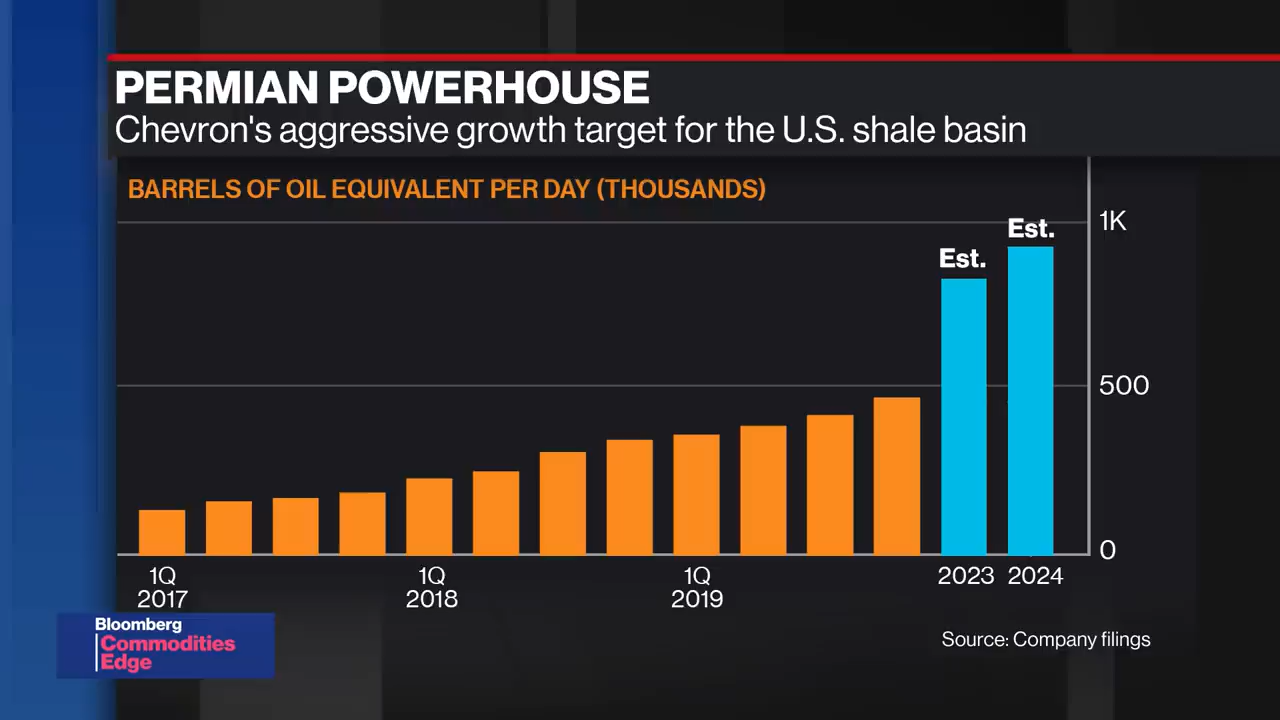 PERMIAN POWERHOUSE
Chevron's aggressive growth target for the U.S. shale basin
BARRELS OF OIL EQUIVALENT PER DAY (THOUSANDS)
1K
Est.
Est.
500
0
1Q
2017
1Q
2018
1Q
2019
2023
2024
Bloomberg
Commodities
Edge
Source: Company filings